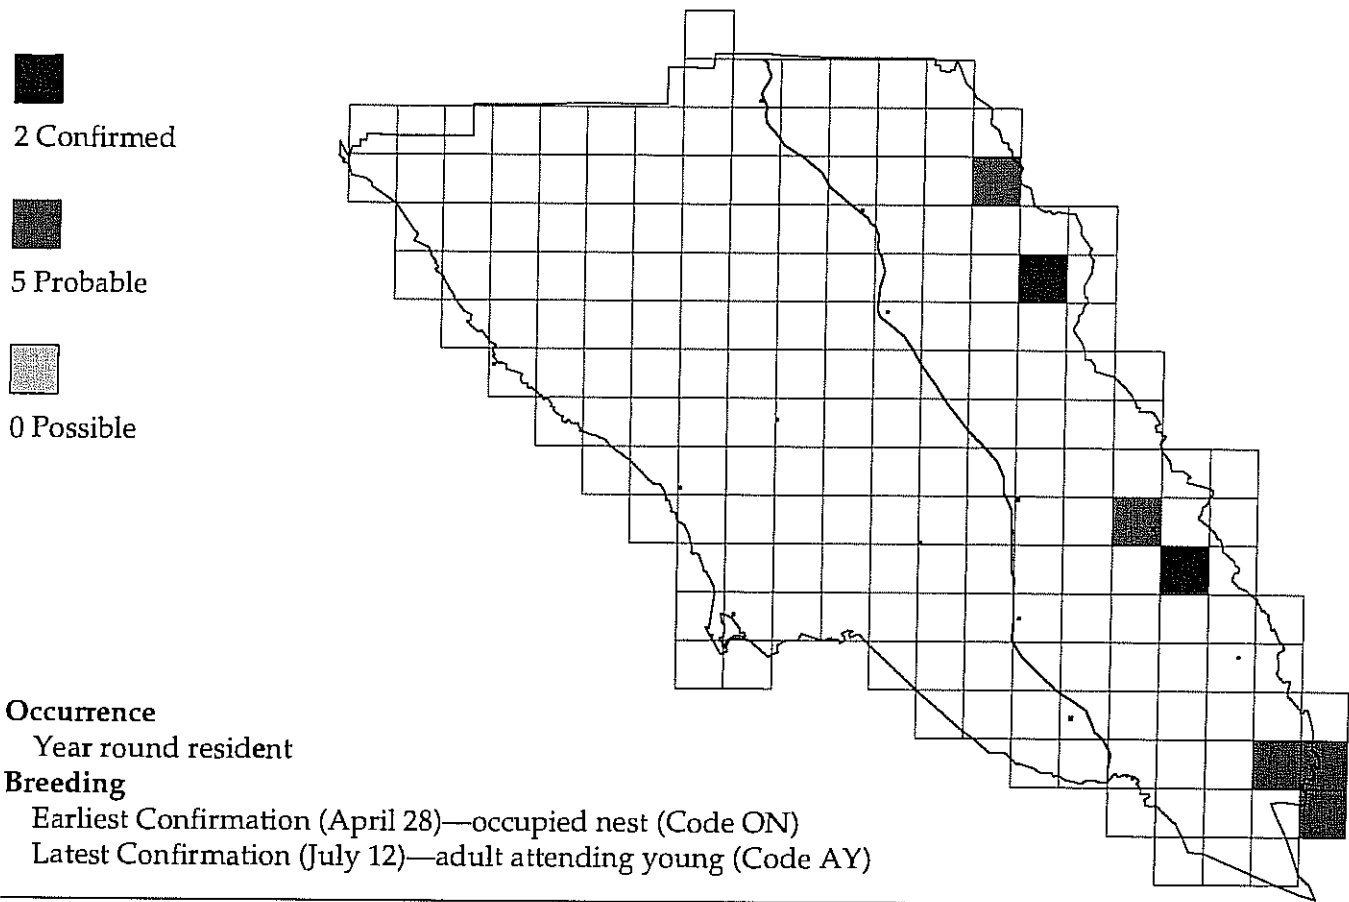 2 Confirmed
5 Probable
0 Possible
Occurrence
Year round resident
Breeding
Earliest Confirmation (April 28)—occupied nest (Code ON)
Latest Confirmation (July 12)—adult attending young (Code AY)